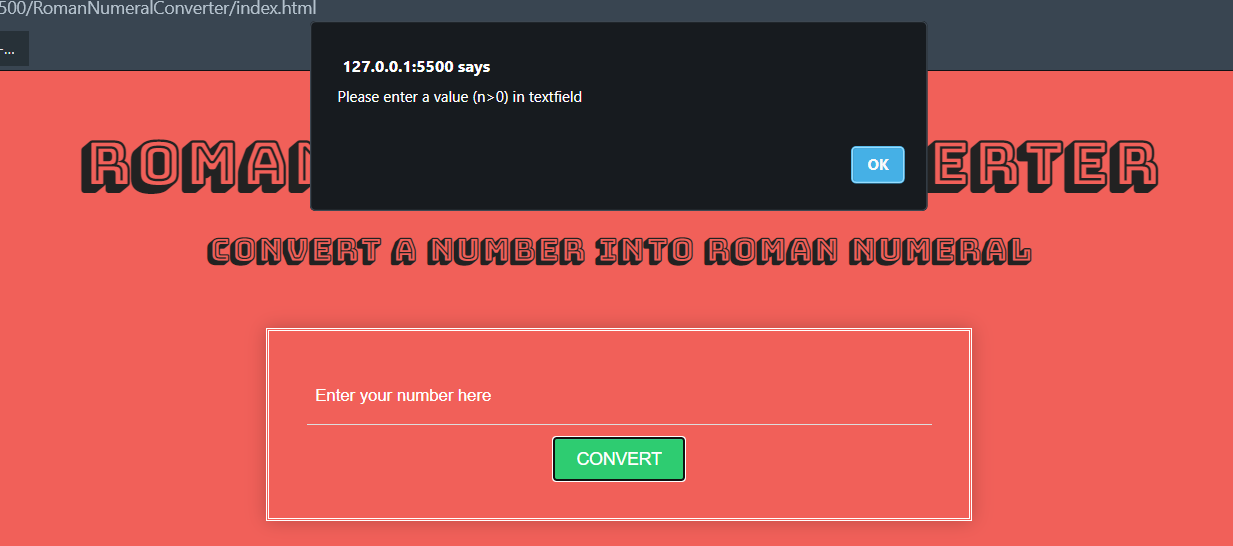 500/RomanNumeralConverter/index.html
-...
127.0.0.1:5500 says
Please enter a value (n>0) in textfield
OK
ROMAN ERTER
CONVERT A NUMBER INTO ROMAN NUMERAL
Enter your number here
CONVERT